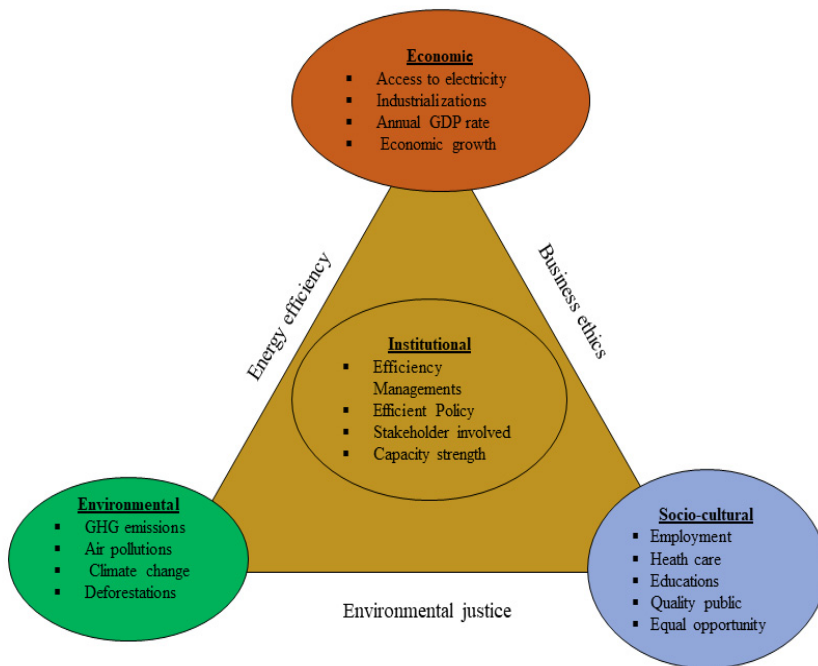 Economic
▪ Access to electricity
▪ Industrializations
▪ Annual GDP rate
▪ Economic growth
Energy efficiency
Business ethics
Institutional
▪ Efficiency
Managements
▪ Efficient Policy
▪ Stakeholder involved
▪ Capacity strength
Environmental
▪ GHG emissions
▪ Air pollutions
▪ Climate change
▪ Deforestations
Socio-cultural
▪ Employment
▪ Heath care
▪ Educations
▪ Quality public
▪ Equal opportunity
Environmental justice